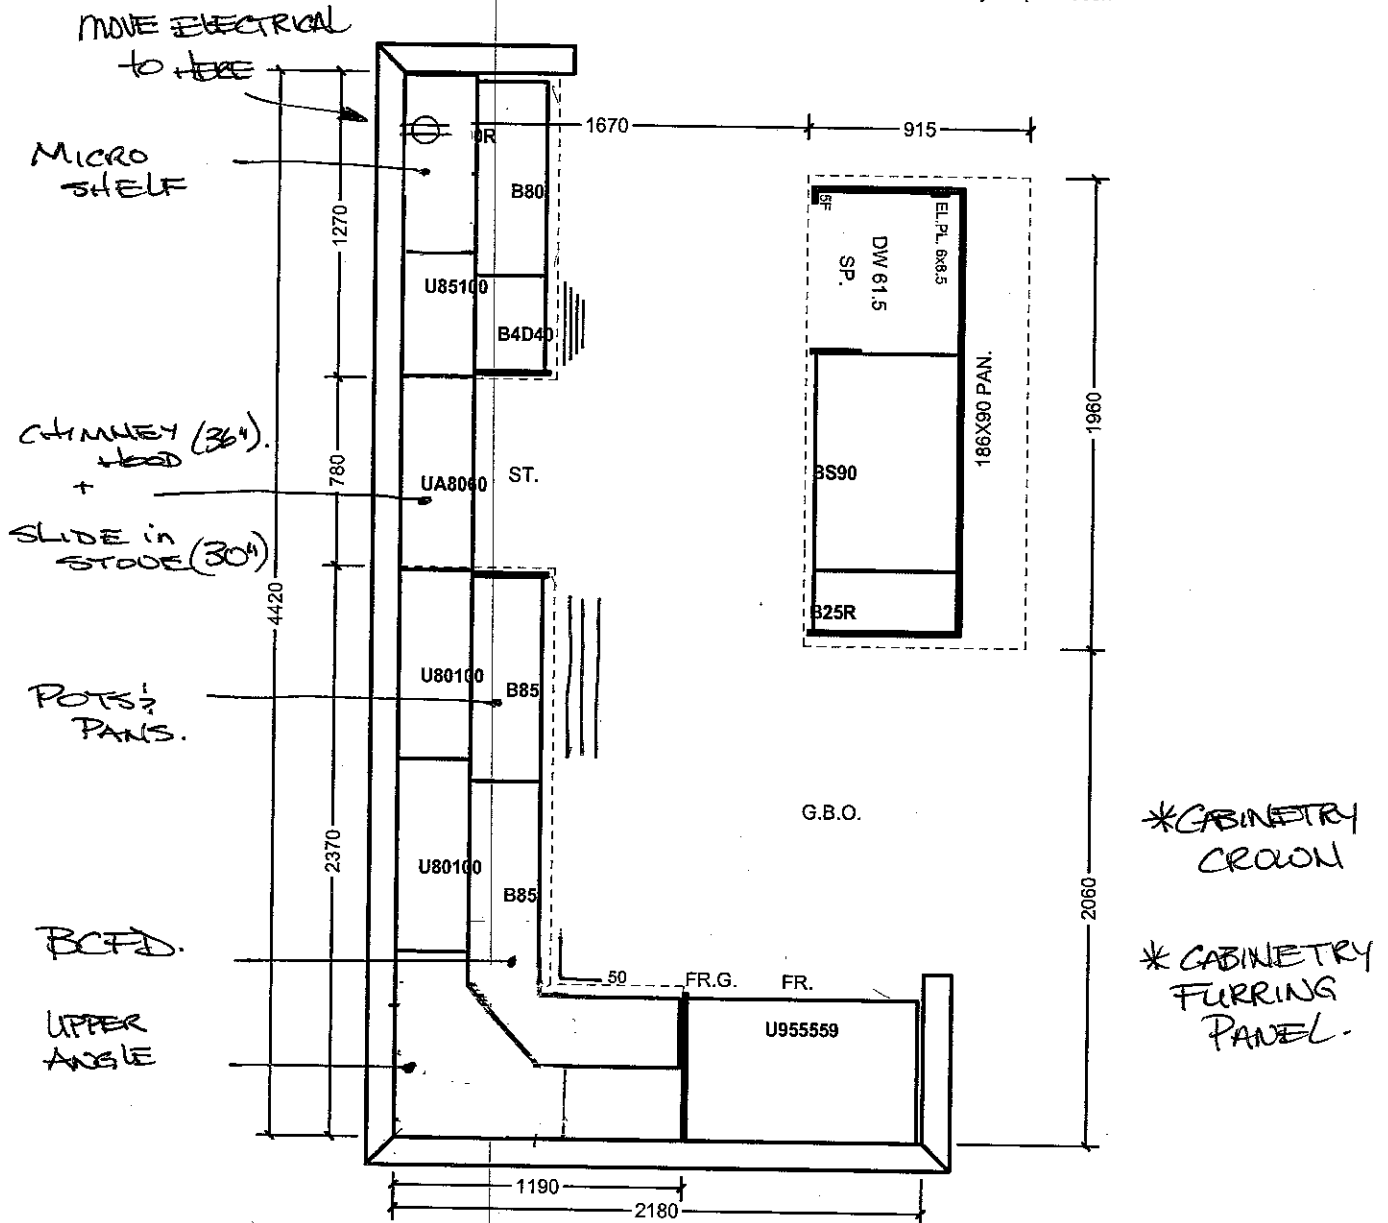 MOVE ELECTRICAL
to HERE
1670
915
MICRO
SHELF
B80
5F
EL.PL. 6x8.5
DW 61.5
SP.
1270
U85100
B4D40
186X90 PAN.
1960
CHIMNEY (36").
HOOD
+
SLIDE in
STOVE (30")
780
UA8060
ST.
BS90
4420
B25R
U80100
B85
POTS &
PANS.
G.B.O.
*CABINETRY
CROWN
2370
U80100
B85
2060
BCFD.
50
FR.G.
FR.
* CABINETRY
FURRING
PANEL.
UPPER
ANGLE
U955559
1190
2180